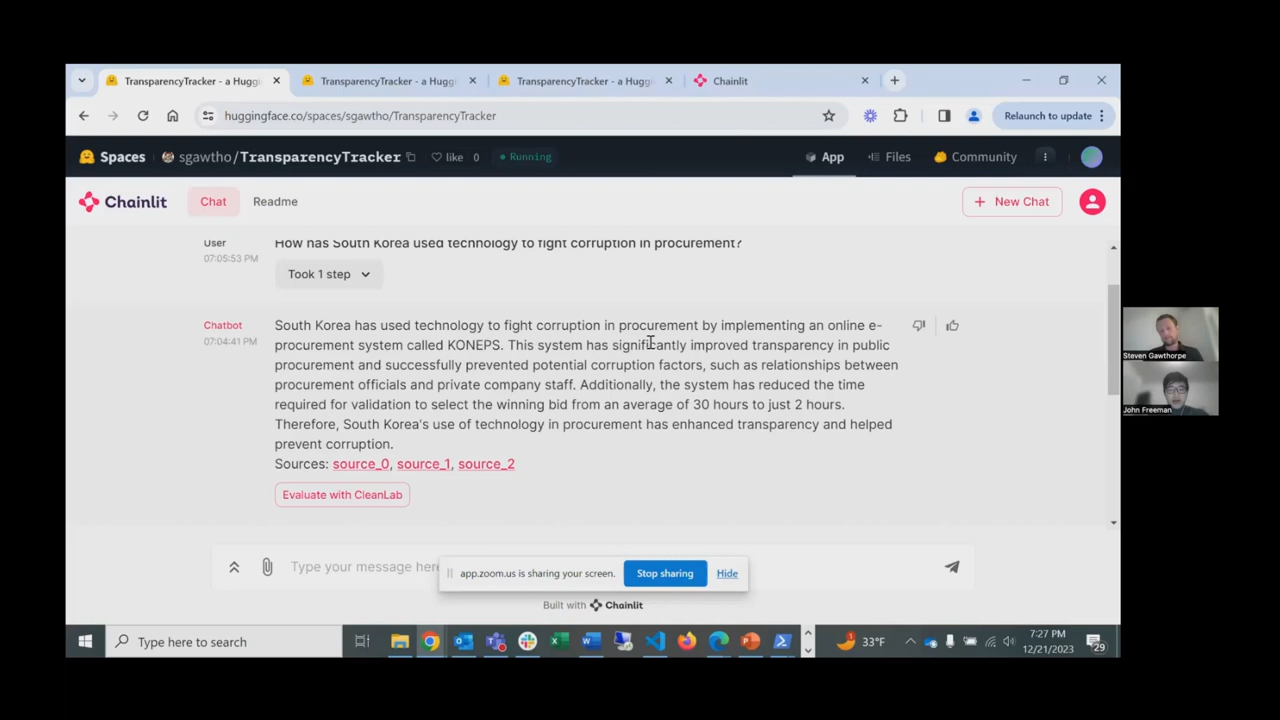 TransparencyTracker - a Huggi
TransparencyTracker - a Huggi
TransparencyTracker - a Huggi
Chainlit
huggingface.co/spaces/sgawtho/TransparencyTracker
Relaunch to update
Spaces
sgawtho/TransparencyTracker
like 0
Running
App
Files
Community
Chainlit
Chat
Readme
New Chat
User
How has South Korea used technology to fight corruption in procurement?
07:05:53 PM
Took 1 step
Chatbot
07:04:41 PM
South Korea has used technology to fight corruption in procurement by implementing an online e-
procurement system called KONEPS. This system has significantly improved transparency in public
procurement and successfully prevented potential corruption factors, such as relationships between
procurement officials and private company staff. Additionally, the system has reduced the time
required for validation to select the winning bid from an average of 30 hours to just 2 hours.
Therefore, South Korea's use of technology in procurement has enhanced transparency and helped
prevent corruption.
Sources: source_0, source_1, source_2
Evaluate with CleanLab
Steven Gawthorpe
John Freeman
Type your message here
app.zoom.us is sharing your screen.
Stop sharing
Hide
Built with Chainlit
Type here to search
33°F
7:27 PM
12/21/2023
29